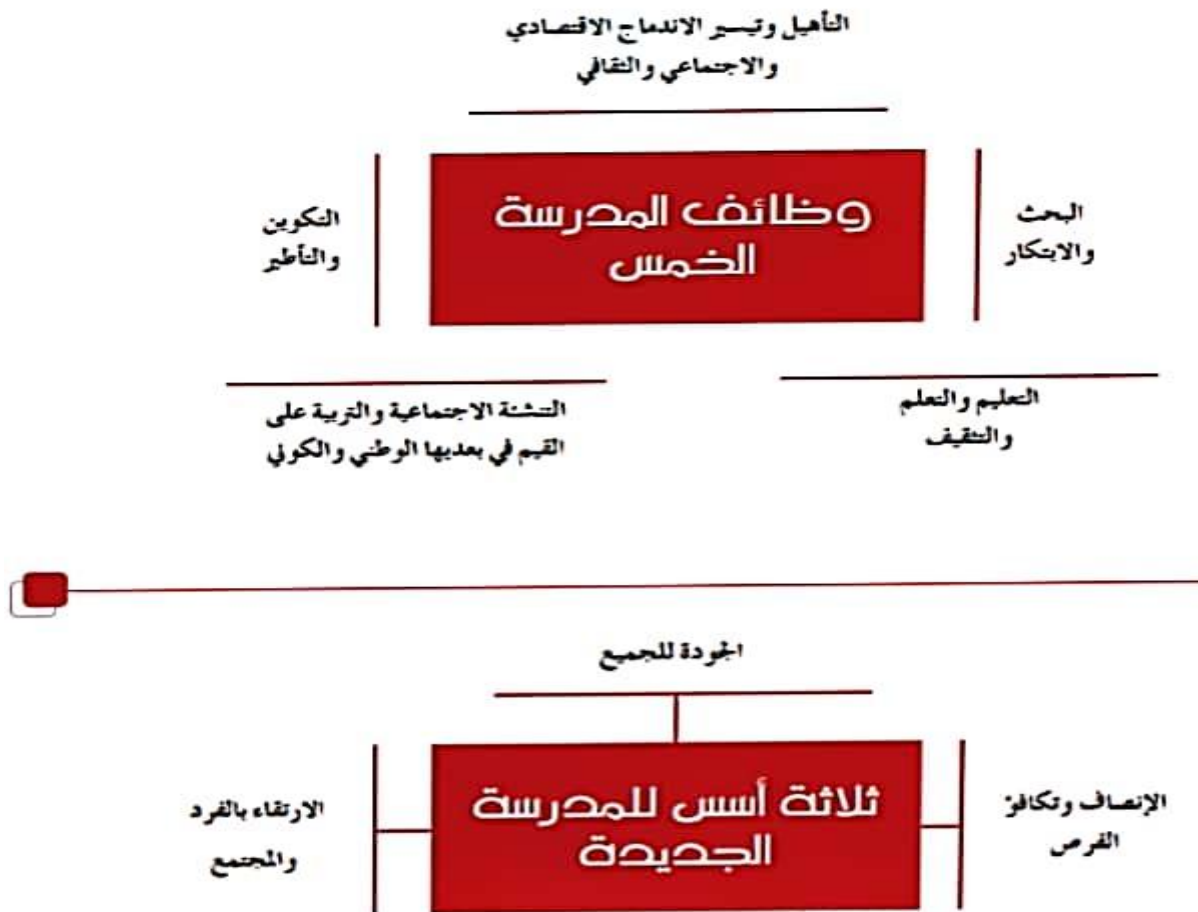 التأهيل وتيسير الاندماج الاقتصادي
والاجتماعي والثقافي
وظائف المدرسة
الخمس
البحث
والابتكار
التكوين
والتأطير
التعليم والتعلم
والتثقيف
التنشئة الاجتماعية والتربية على
القيم في بعديها الوطني والكوني
الجودة للجميع
ثلاثة أسس للمدرسة
الجديدة
الإنصاف وتكافؤ
الفرص
الارتقاء بالفرد
والمجتمع